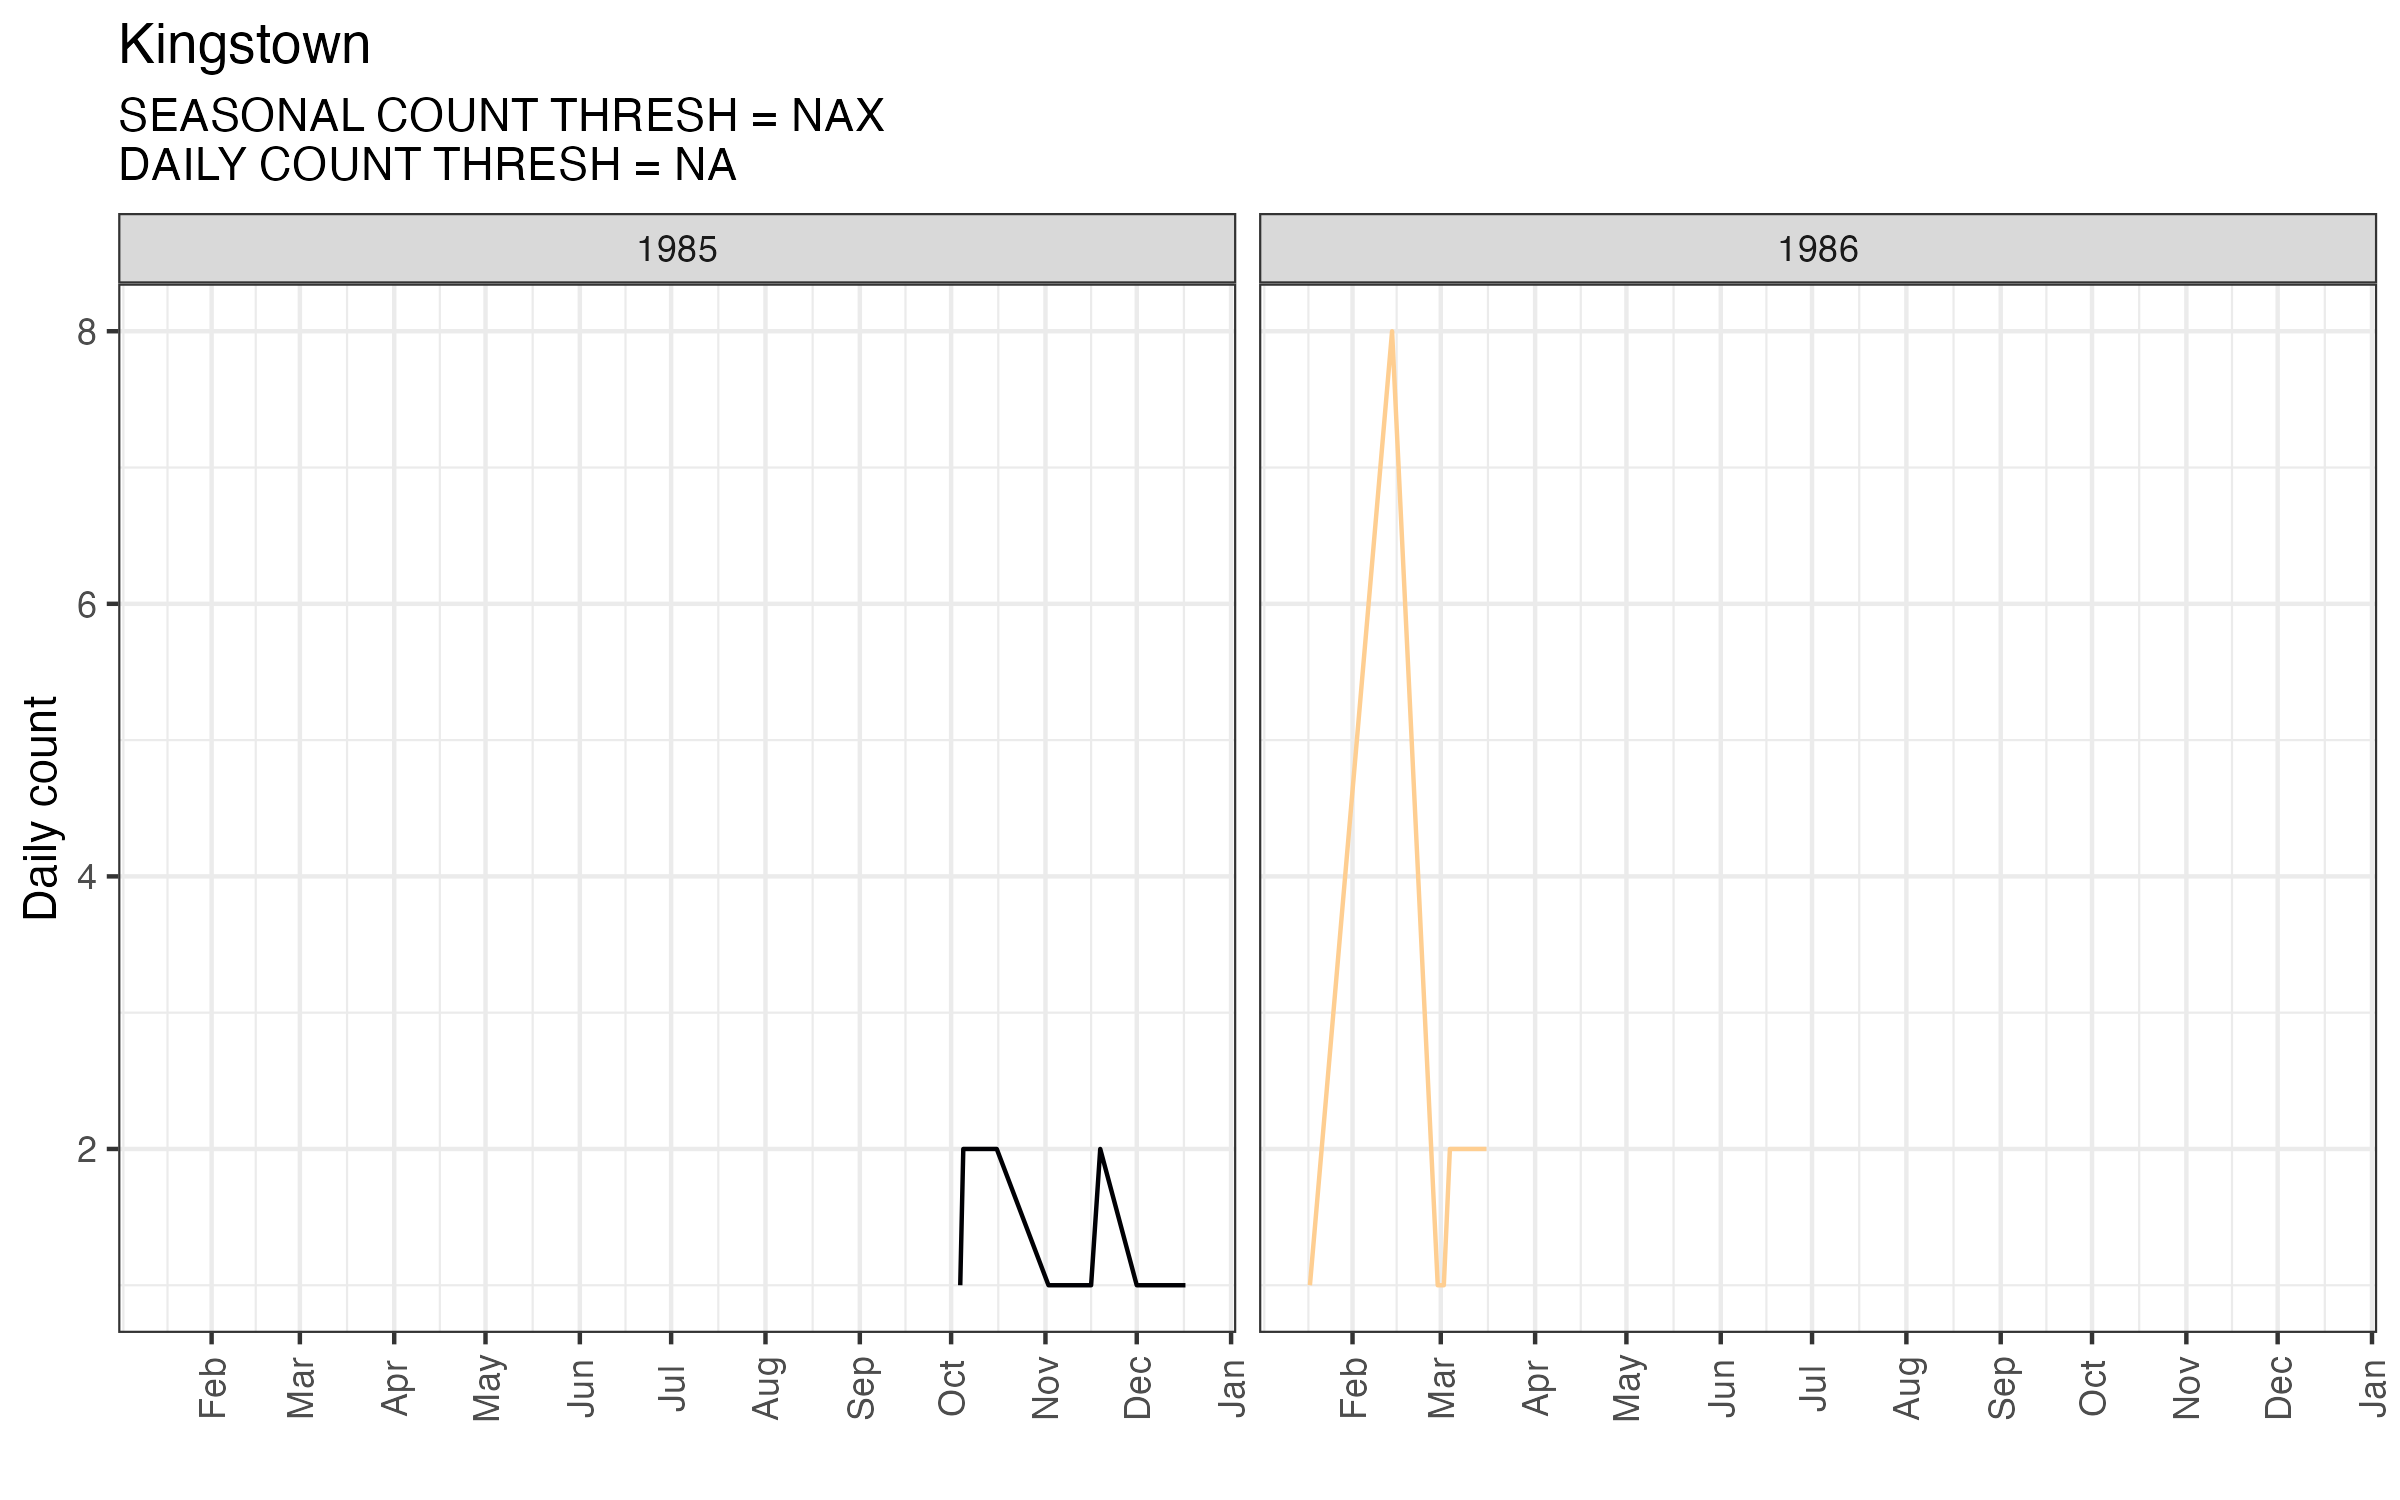 Kingstown
SEASONAL COUNT THRESH = NAX
DAILY COUNT THRESH = NA
1985
1986
Daily count
8
6
4
2
Feb Mar Apr May Jun Jul Aug Sep Oct Nov Dec Jan
Feb Mar Apr May Jun Jul Aug Sep Oct Nov Dec Jan